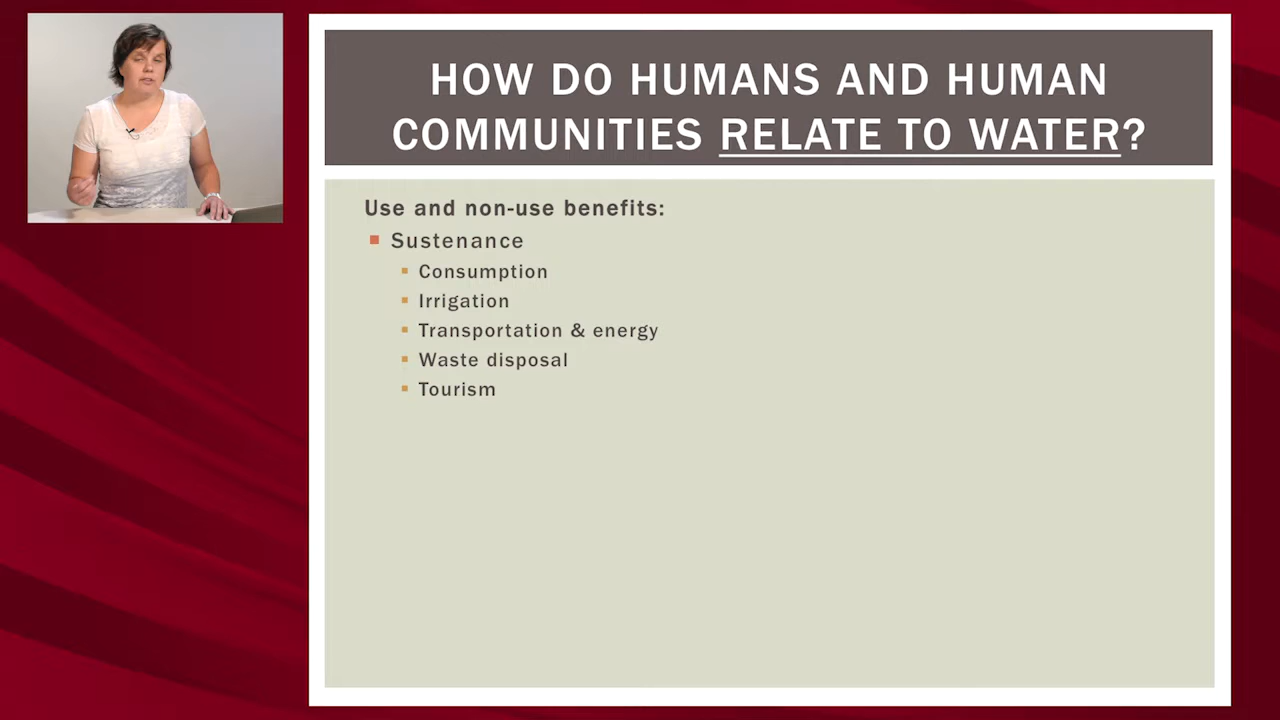 HOW DO HUMANS AND HUMAN
COMMUNITIES RELATE TO WATER?
Use and non-use benefits:
Sustenance
Consumption
Irrigation
Transportation & energy
Waste disposal
Tourism